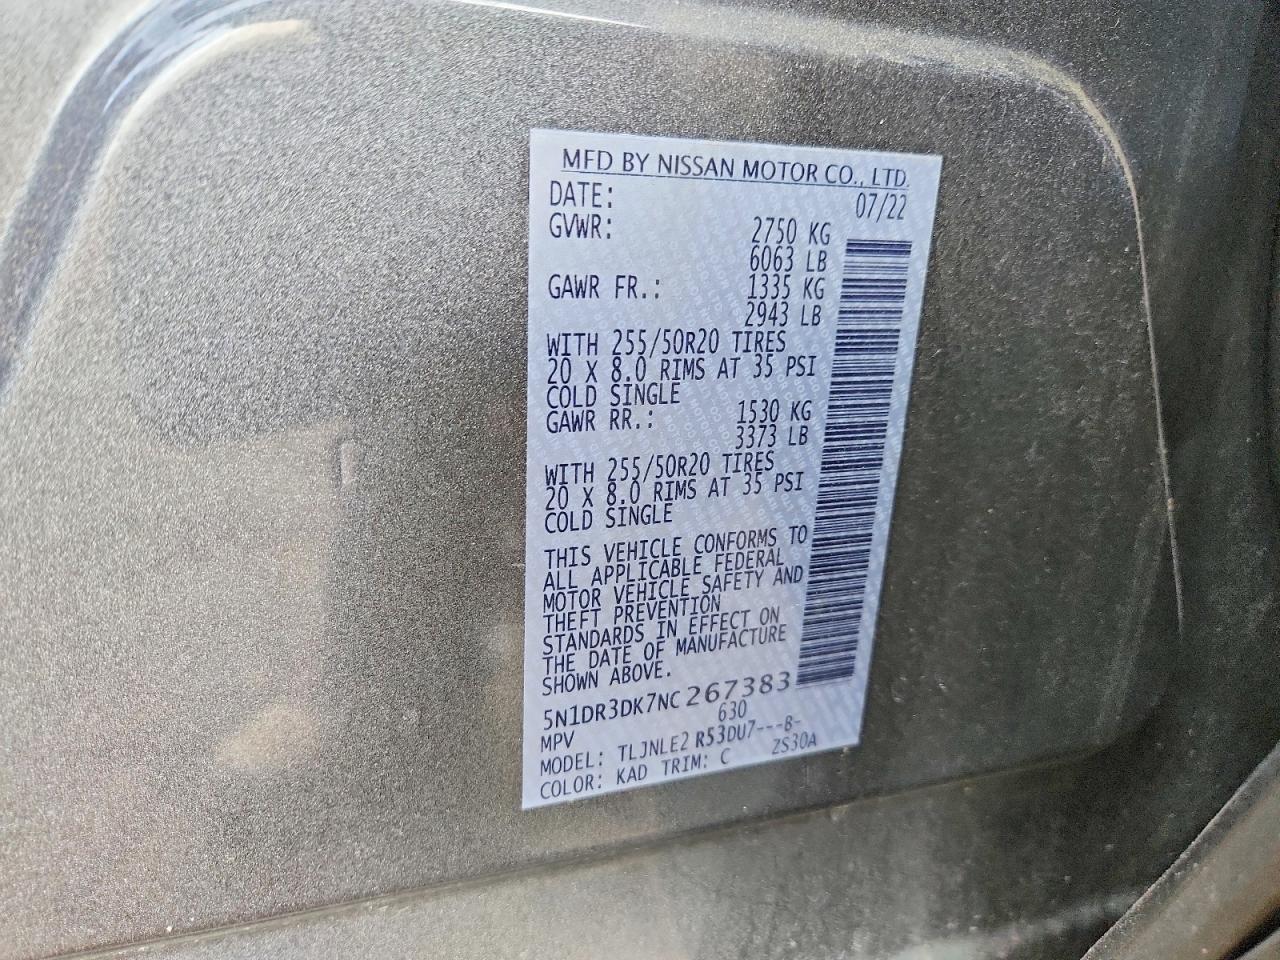 MFD BY NISSAN MOTOR CO., LTD.
DATE: 07/22
GVWR: 2750 KG
6063 LB
GAWR FR.: 1335 KG
2943 LB
WITH 255/50R20 TIRES
20 X 8.0 RIMS AT 35 PSI
COLD SINGLE
GAWR RR.: 1530 KG
3373 LB
WITH 255/50R20 TIRES
20 X 8.0 RIMS AT 35 PSI
COLD SINGLE
THIS VEHICLE CONFORMS TO
ALL APPLICABLE FEDERAL
MOTOR VEHICLE SAFETY AND
THEFT PREVENTION
STANDARDS IN EFFECT ON
THE DATE OF MANUFACTURE
SHOWN ABOVE.
5N1DR3DK7NC267383
MPV 630
MODEL: TLJNLE2 R53DU7---B-
COLOR: KAD TRIM: C ZS30A